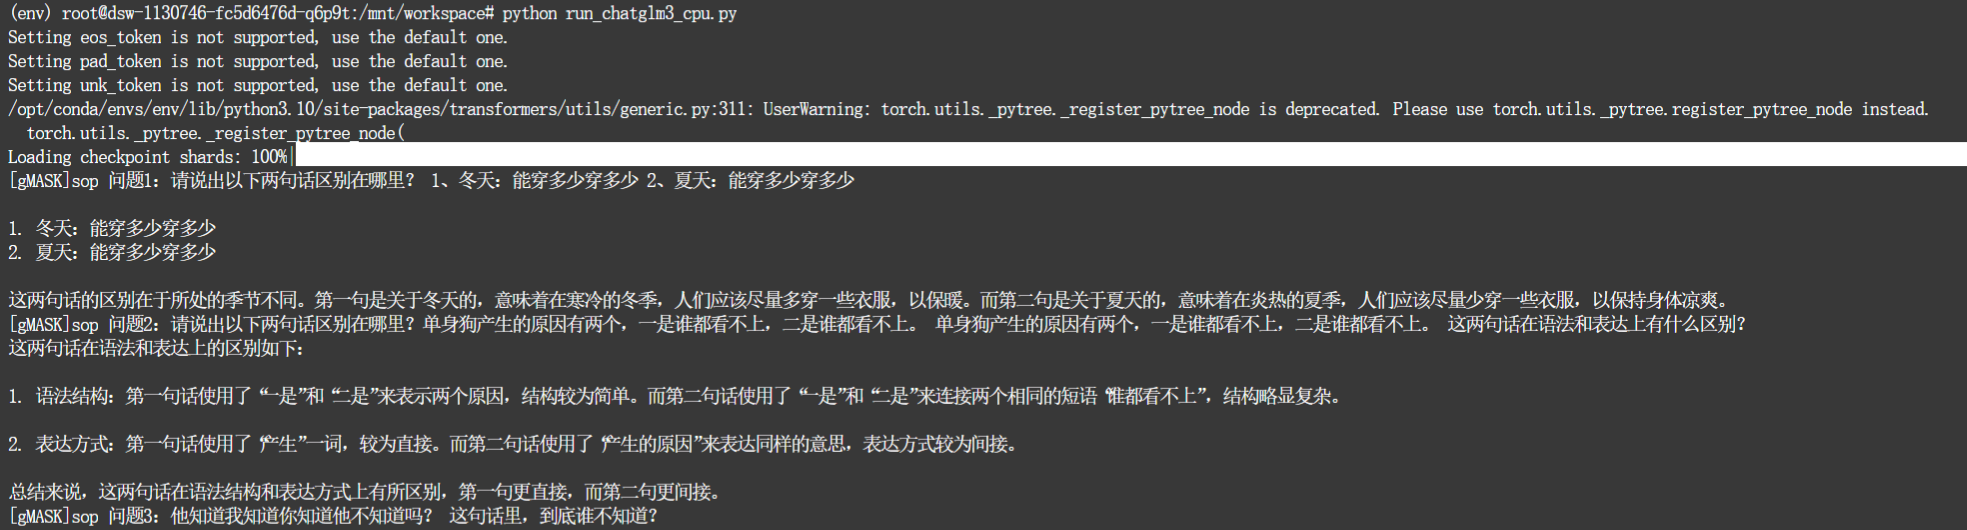 (env) root@dsw-1130746-fc5d6476d-q6p9t:/mnt/workspace# python run_chatglm3_cpu.py
Setting eos_token is not supported, use the default one.
Setting pad_token is not supported, use the default one.
Setting unk_token is not supported, use the default one.
/opt/conda/envs/env/lib/python3.10/site-packages/transformers/utils/generic.py:311: UserWarning: torch.utils._pytree._register_pytree_node is deprecated. Please use torch.utils._pytree.register_pytree_node instead.
  torch.utils._pytree._register_pytree_node(
Loading checkpoint shards: 100%|
[gMASK]sop 问题1：请说出以下两句话区别在哪里？ 1、冬天：能穿多少穿多少 2、夏天：能穿多少穿多少
1. 冬天：能穿多少穿多少
2. 夏天：能穿多少穿多少
这两句话的区别在于所处的季节不同。第一句是关于冬天的，意味着在寒冷的冬季，人们应该尽量多穿一些衣服，以保暖。而第二句是关于夏天的，意味着在炎热的夏季，人们应该尽量少穿一些衣服，以保持身体凉爽。
[gMASK]sop 问题2：请说出以下两句话区别在哪里？单身狗产生的原因有两个，一是谁都看不上，二是谁都看不上。 单身狗产生的原因有两个，一是谁都看不上，二是谁都看不上。 这两句话在语法和表达上有什么区别？
这两句话在语法和表达上的区别如下：
1. 语法结构：第一句话使用了“一是”和“二是”来表示两个原因，结构较为简单。而第二句话使用了“一是”和“二是”来连接两个相同的短语“谁都看不上”，结构略显复杂。
2. 表达方式：第一句话使用了“产生”一词，较为直接。而第二句话使用了“产生的原因”来表达同样的意思，表达方式较为间接。
总结来说，这两句话在语法结构和表达方式上有所区别，第一句更直接，而第二句更间接。
[gMASK]sop 问题3：他知道我知道你知道他不知道吗？ 这句话里，到底谁不知道？